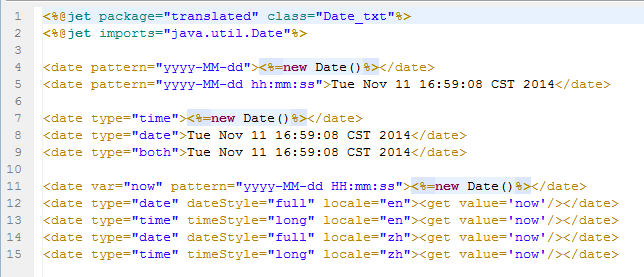 1 <%@jet package="translated" class="Date_txt"%>
2 <%@jet imports="java.util.Date"%>
3
4 <date pattern="yyyy-MM-dd"><%=new Date()%></date>
5 <date pattern="yyyy-MM-dd hh:mm:ss">Tue Nov 11 16:59:08 CST 2014</date>
6
7 <date type="time"><%=new Date()%></date>
8 <date type="date">Tue Nov 11 16:59:08 CST 2014</date>
9 <date type="both">Tue Nov 11 16:59:08 CST 2014</date>
10
11 <date var="now" pattern="yyyy-MM-dd HH:mm:ss"><%=new Date()%></date>
12 <date type="date" dateStyle="full" locale="en"><get value='now'/></date>
13 <date type="time" timeStyle="long" locale="en"><get value='now'/></date>
14 <date type="date" dateStyle="full" locale="zh"><get value='now'/></date>
15 <date type="time" timeStyle="long" locale="zh"><get value='now'/></date>